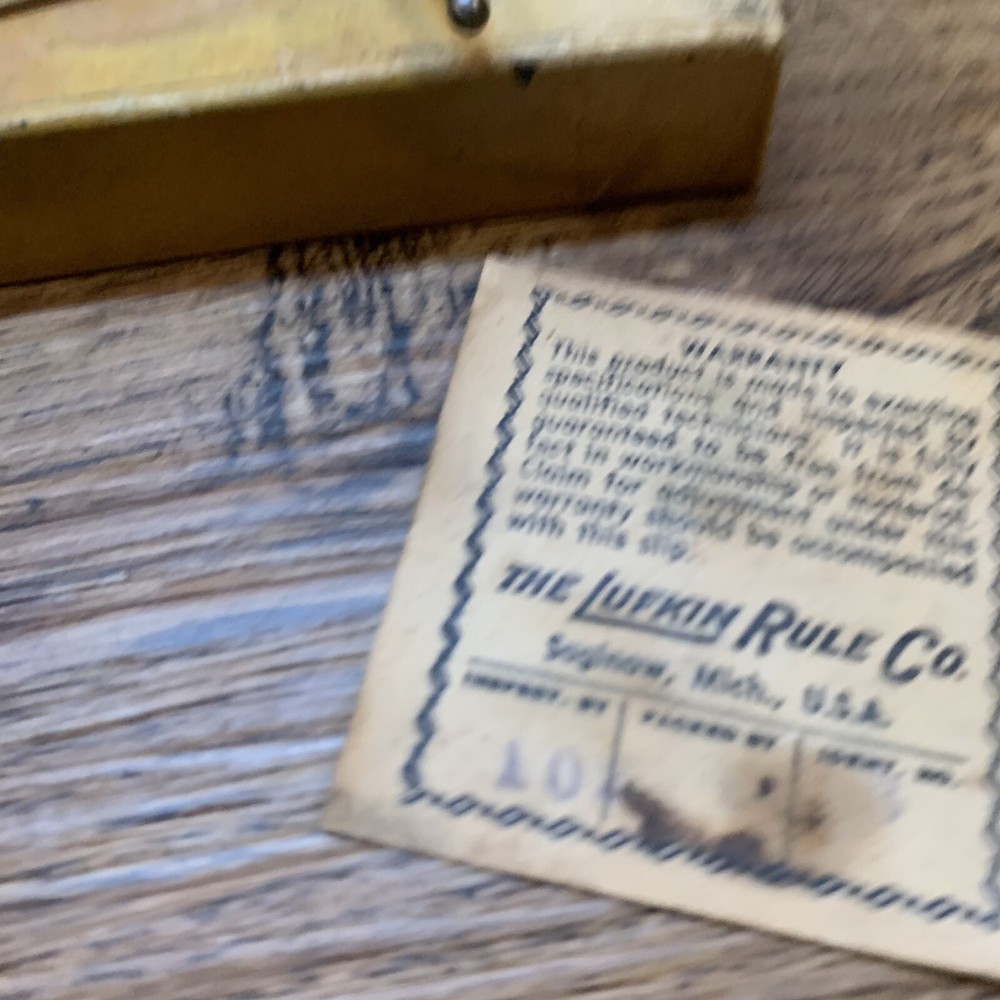 WARRANTY
This product is made to exacting
specifications and inspected by
qualified technicians. It is fully
guaranteed to be free from de-
fect in workmanship or material.
Claim for adjustment under this
warranty should be accompanied
with this slip.
THE LUFKIN RULE CO.
Saginaw, Mich., U.S.A.
INSPECT. BY PACKED BY IDENT. NO.
10